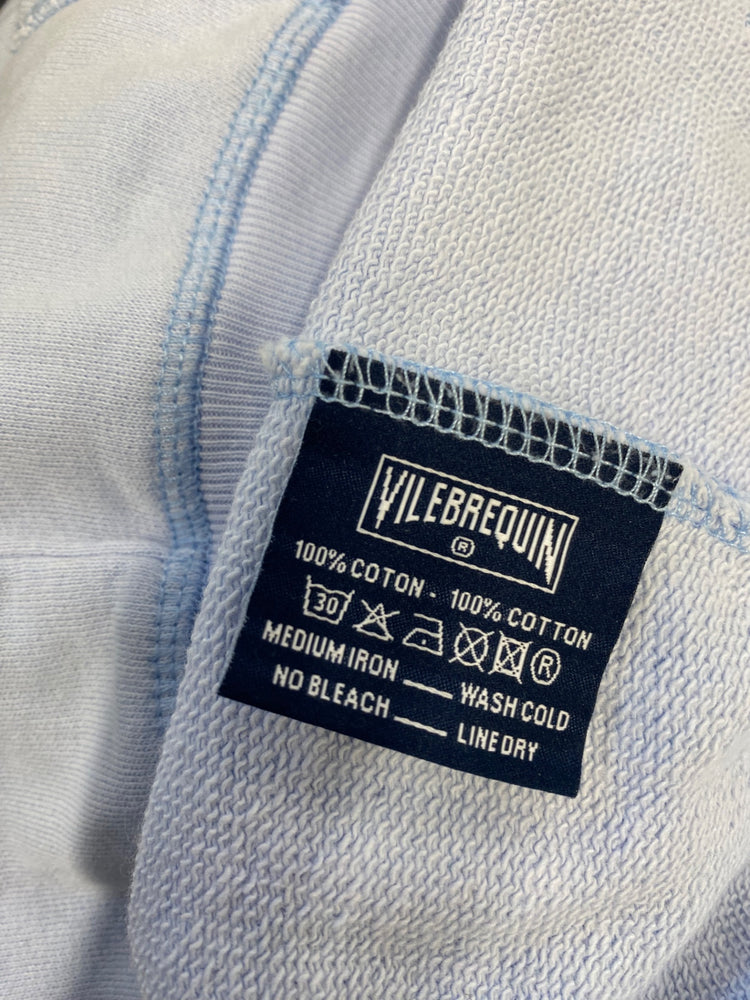 VILEBREQUIN
®
100% COTON - 100% COTTON
30 ®
MEDIUM IRON — WASH COLD
NO BLEACH — LINE DRY